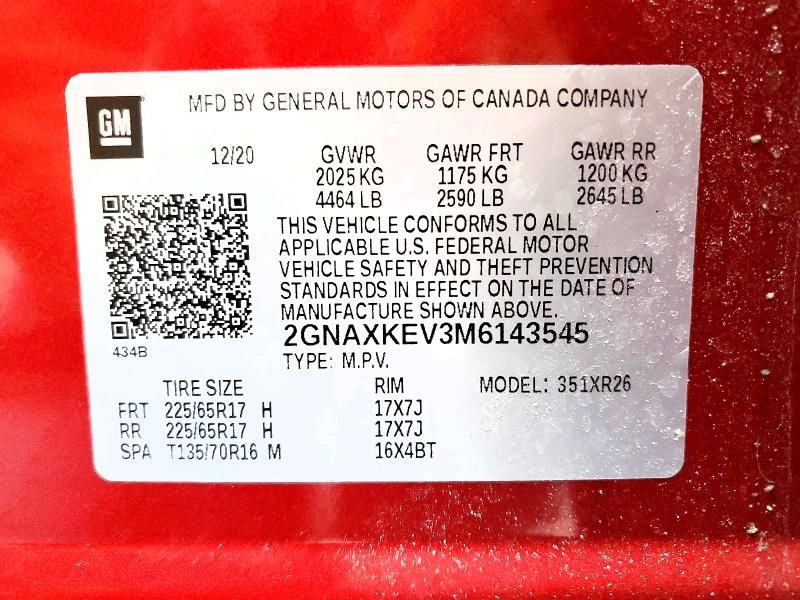 GM
MFD BY GENERAL MOTORS OF CANADA COMPANY
12/20 GVWR GAWR FRT GAWR RR
2025 KG 1175 KG 1200 KG
4464 LB 2590 LB 2645 LB
THIS VEHICLE CONFORMS TO ALL
APPLICABLE U.S. FEDERAL MOTOR
VEHICLE SAFETY AND THEFT PREVENTION
STANDARDS IN EFFECT ON THE DATE OF
MANUFACTURE SHOWN ABOVE.
2GNAXKEV3M6143545
434B
TYPE: M.P.V.
TIRE SIZE RIM MODEL: 351XR26
FRT 225/65R17 H 17X7J
RR 225/65R17 H 17X7J
SPA T135/70R16 M 16X4BT